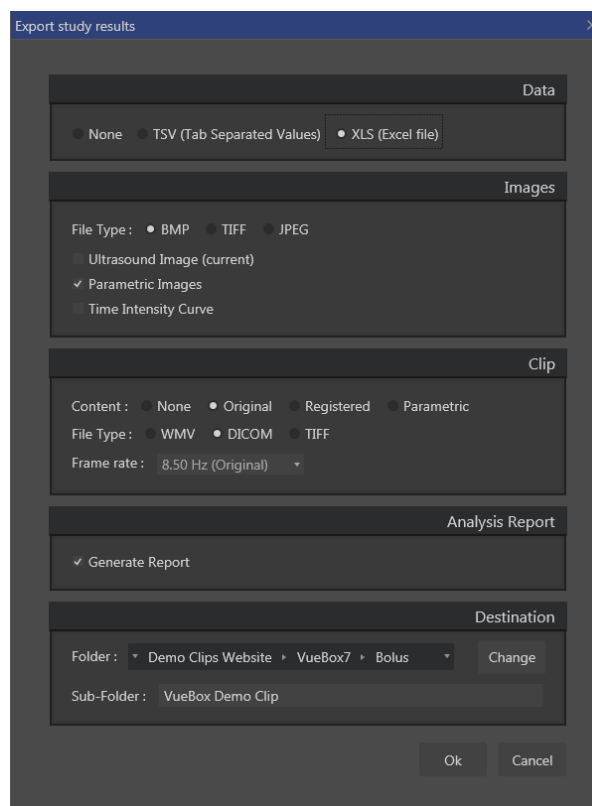 Export study results
Data
None TSV (Tab Separated Values) XLS (Excel file)
Images
File Type : BMP TIFF JPEG
Ultrasound Image (current)
Parametric Images
Time Intensity Curve
Clip
Content : None Original Registered Parametric
File Type : WMV DICOM TIFF
Frame rate : 8.50 Hz (Original)
Analysis Report
Generate Report
Destination
Folder : Demo Clips Website VueBox7 Bolus Change
Sub-Folder : VueBox Demo Clip
Ok Cancel